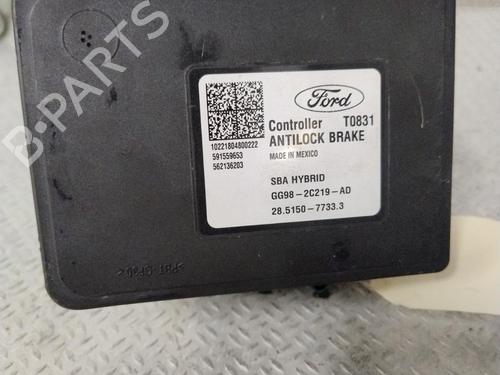 B-PARTS
Ford
Controller T0831
ANTILOCK BRAKE
MADE IN MEXICO
10221804800222
591559653
562136203
SBA HYBRID
GG98-2C219-AD
28.5150-7733.3